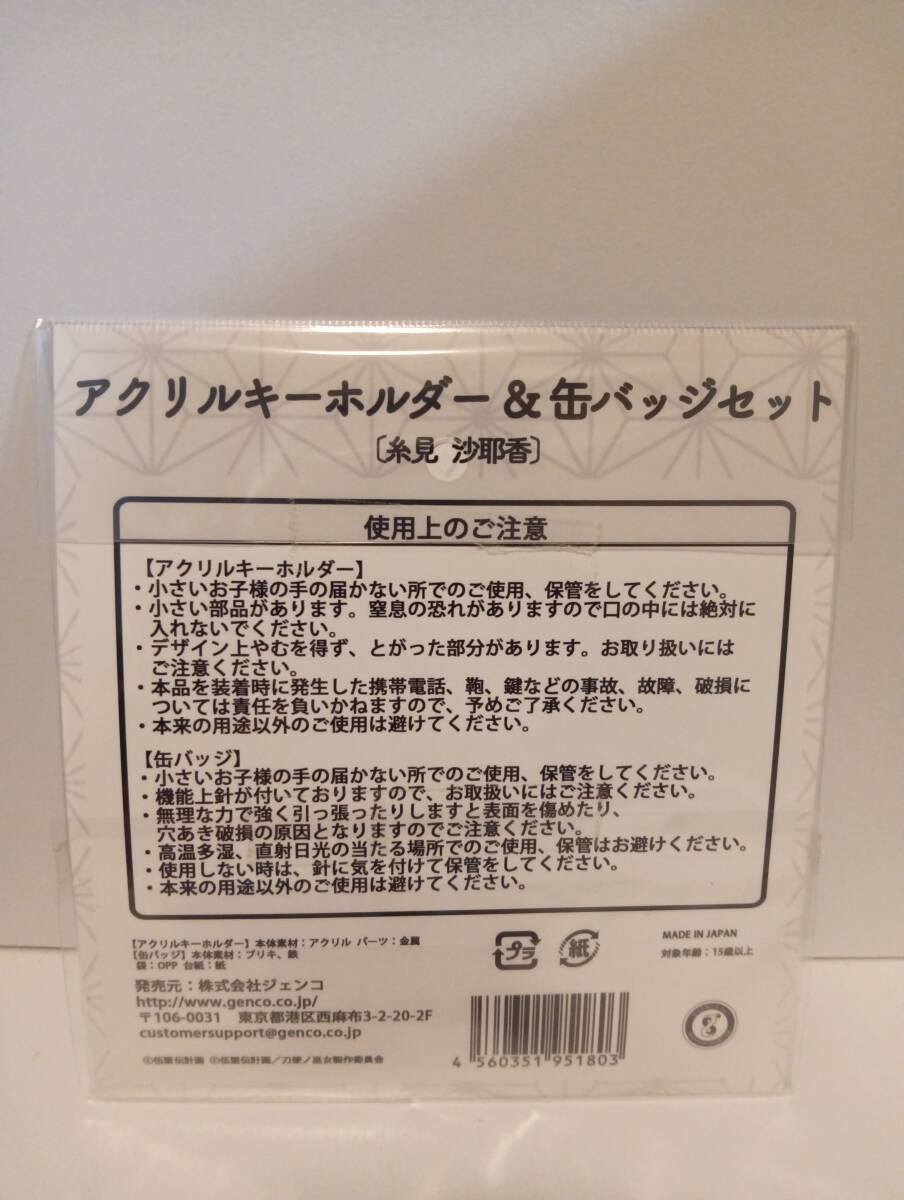 アクリルキーホルダー&缶バッジセット
〔糸見 沙耶香〕
使用上のご注意
【アクリルキーホルダー】
・小さいお子様の手の届かない所でのご使用、保管をしてください。
・小さい部品があります。窒息の恐れがありますので口の中には絶対に
入れないでください。
・デザイン上やむを得ず、とがった部分があります。お取り扱いには
ご注意ください。
・本品を装着時に発生した携帯電話、鞄、鍵などの事故、故障、破損に
ついては責任を負いかねますので、予めご了承ください。
・本来の用途以外のご使用は避けてください。
【缶バッジ】
・小さいお子様の手の届かない所でのご使用、保管をしてください。
・機能上針が付いておりますので、お取扱いにはご注意ください。
・無理な力で強く引っ張ったりしますと表面を傷めたり、
穴あき破損の原因となりますのでご注意ください。
・高温多湿、直射日光の当たる場所でのご使用、保管はお避けください。
・使用しない時は、針に気を付けて保管をしてください。
・本来の用途以外のご使用は避けてください。
【アクリルキーホルダー】本体素材：アクリル パーツ：金属
【缶バッジ】本体素材：ブリキ、鉄
袋：OPP 台紙：紙
プラ
紙
MADE IN JAPAN
対象年齢：15歳以上
発売元：株式会社ジェンコ
http://www.genco.co.jp/
〒106-0031 東京都港区西麻布3-2-20-2F
customersupport@genco.co.jp
©伍箇伝計画 ©伍箇伝計画／刀使ノ巫女製作委員会
4 560351 951803